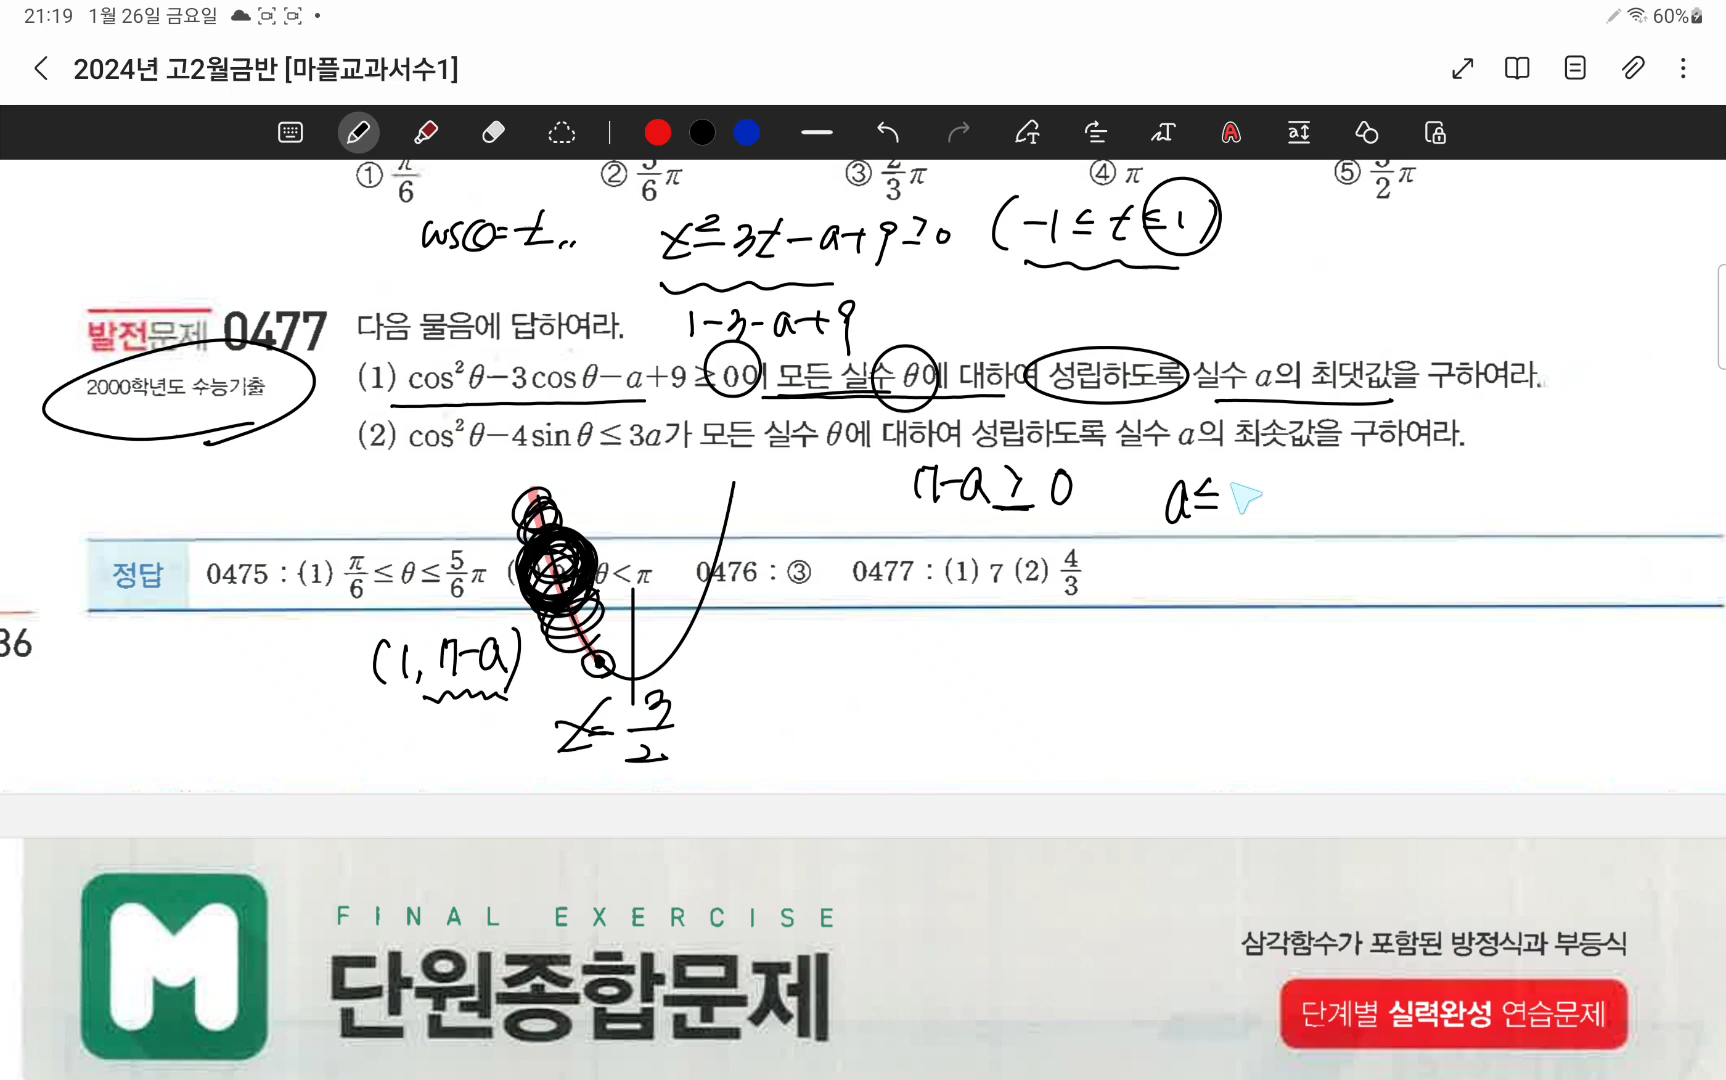 21:19 1월 26일 금요일 60%
2024년 고2월금반 [마플교과서수1]
① π/6 ② 5/6 π ③ 2/3 π ④ π ⑤ 3/2 π
cosθ=t.. t²-3t-a+9≥0 (-1≤t≤1)
1-3-a+9
발전문제 0477 다음 물음에 답하여라.
2000학년도 수능기출
(1) cos²θ-3cosθ-a+9≥0이 모든 실수 θ에 대하여 성립하도록 실수 a의 최댓값을 구하여라.
(2) cos²θ-4sinθ≤3a가 모든 실수 θ에 대하여 성립하도록 실수 a의 최솟값을 구하여라.
7-a≥0 a≤
정답 0475 : (1) π/6≤θ≤5/6 π θ<π 0476 : ③ 0477 : (1) 7 (2) 4/3
36
(1, 7-a)
t=3/2
FINAL EXERCISE
단원종합문제
삼각함수가 포함된 방정식과 부등식
단계별 실력완성 연습문제